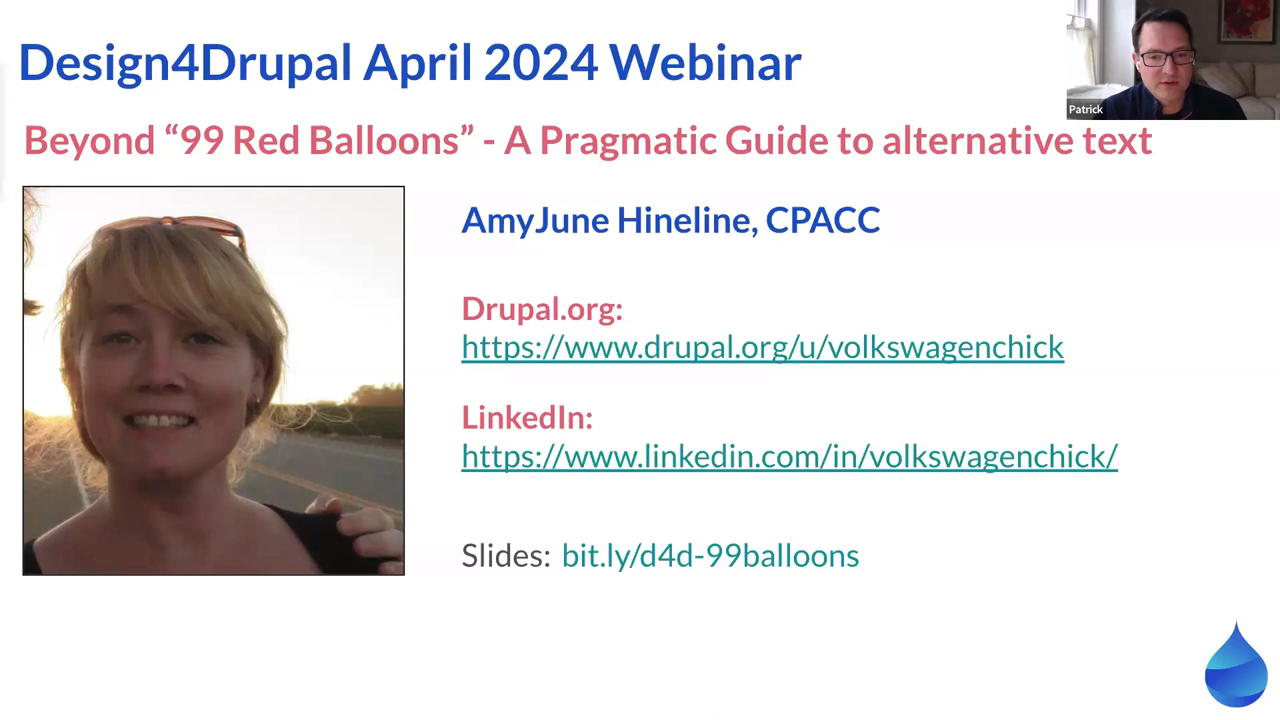 Design4Drupal April 2024 Webinar
Patrick
Beyond “99 Red Balloons” - A Pragmatic Guide to alternative text
AmyJune Hineline, CPACC
Drupal.org:
https://www.drupal.org/u/volkswagenchick
LinkedIn:
https://www.linkedin.com/in/volkswagenchick/
Slides: bit.ly/d4d-99balloons